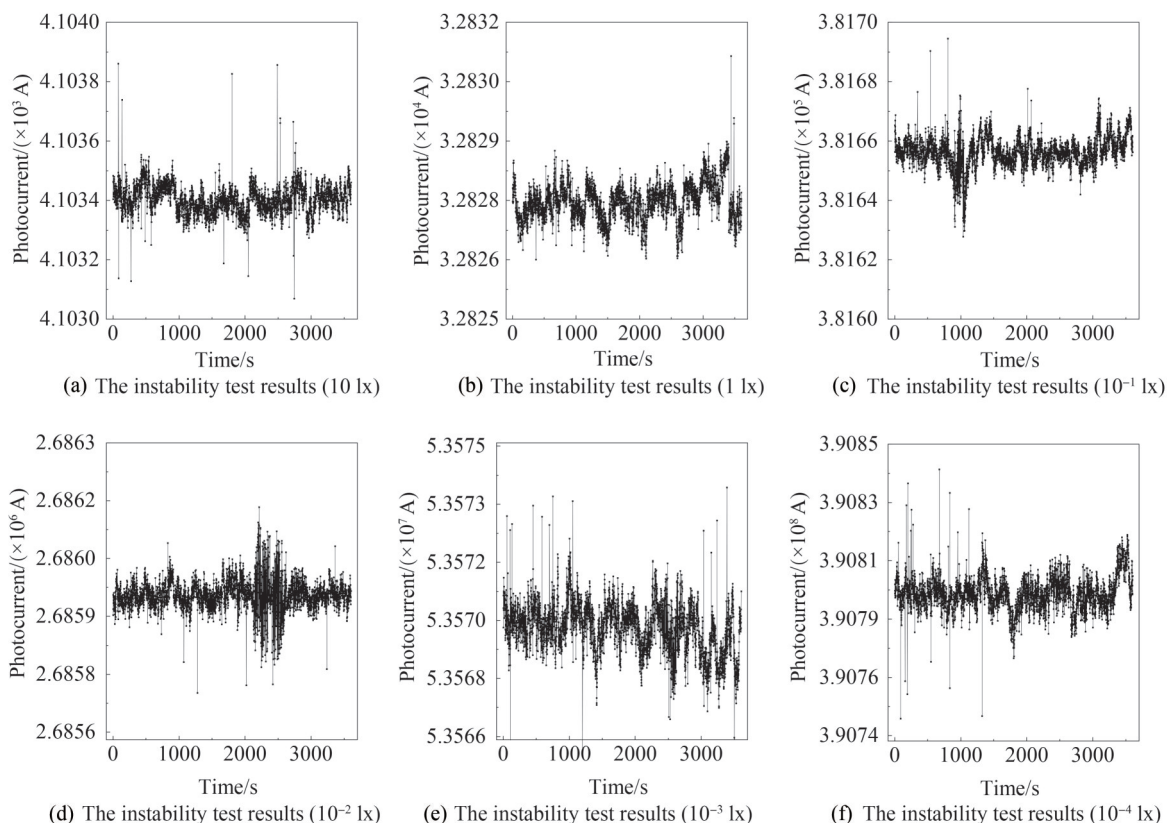 4.1040
4.1038
4.1036
4.1034
4.1032
4.1030
Photocurrent/(×10³ A)
0 1000 2000 3000
Time/s
(a) The instability test results (10 lx)
3.2832
3.2830
3.2829
3.2828
3.2826
3.2825
Photocurrent/(×10⁴ A)
0 1000 2000 3000
Time/s
(b) The instability test results (1 lx)
3.8170
3.8168
3.8166
3.8164
3.8162
3.8160
Photocurrent/(×10⁵ A)
0 1000 2000 3000
Time/s
(c) The instability test results (10⁻¹ lx)
2.6863
2.6862
2.6860
2.6859
2.6858
2.6856
Photocurrent/(×10⁶ A)
0 1000 2000 3000
Time/s
(d) The instability test results (10⁻² lx)
5.3575
5.3573
5.3572
5.3570
5.3568
5.3566
Photocurrent/(×10⁷ A)
0 1000 2000 3000
Time/s
(e) The instability test results (10⁻³ lx)
3.9085
3.9083
3.9081
3.9079
3.9076
3.9074
Photocurrent/(×10⁸ A)
0 1000 2000 3000
Time/s
(f) The instability test results (10⁻⁴ lx)